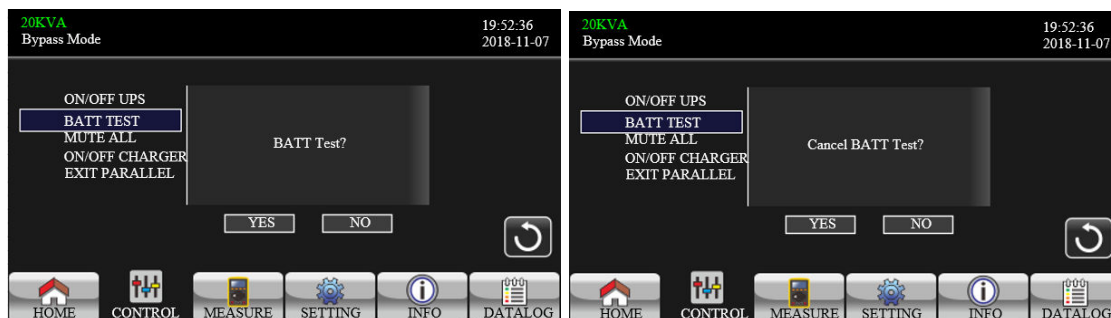 20KVA
Bypass Mode
19:52:36
2018-11-07
ON/OFF UPS
BATT TEST
MUTE ALL
ON/OFF CHARGER
EXIT PARALLEL
BATT Test?
YES NO
HOME CONTROL MEASURE SETTING INFO DATALOG
20KVA
Bypass Mode
19:52:36
2018-11-07
ON/OFF UPS
BATT TEST
MUTE ALL
ON/OFF CHARGER
EXIT PARALLEL
Cancel BATT Test?
YES NO
HOME CONTROL MEASURE SETTING INFO DATALOG